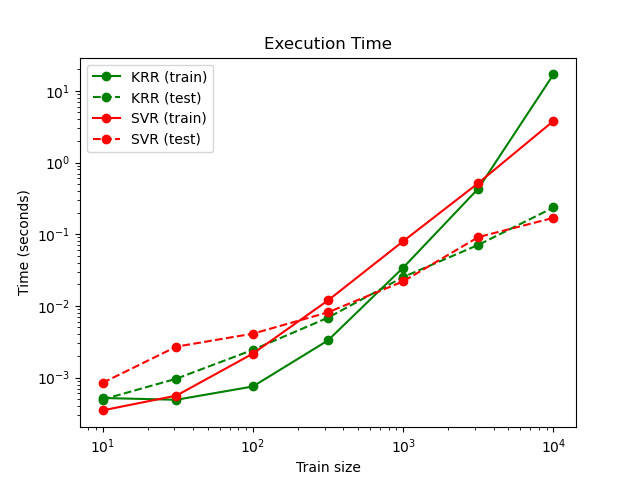 Execution Time
KRR (train)
KRR (test)
SVR (train)
SVR (test)
Time (seconds)
10¹
10⁰
10⁻¹
10⁻²
10⁻³
10¹
10²
10³
10⁴
Train size